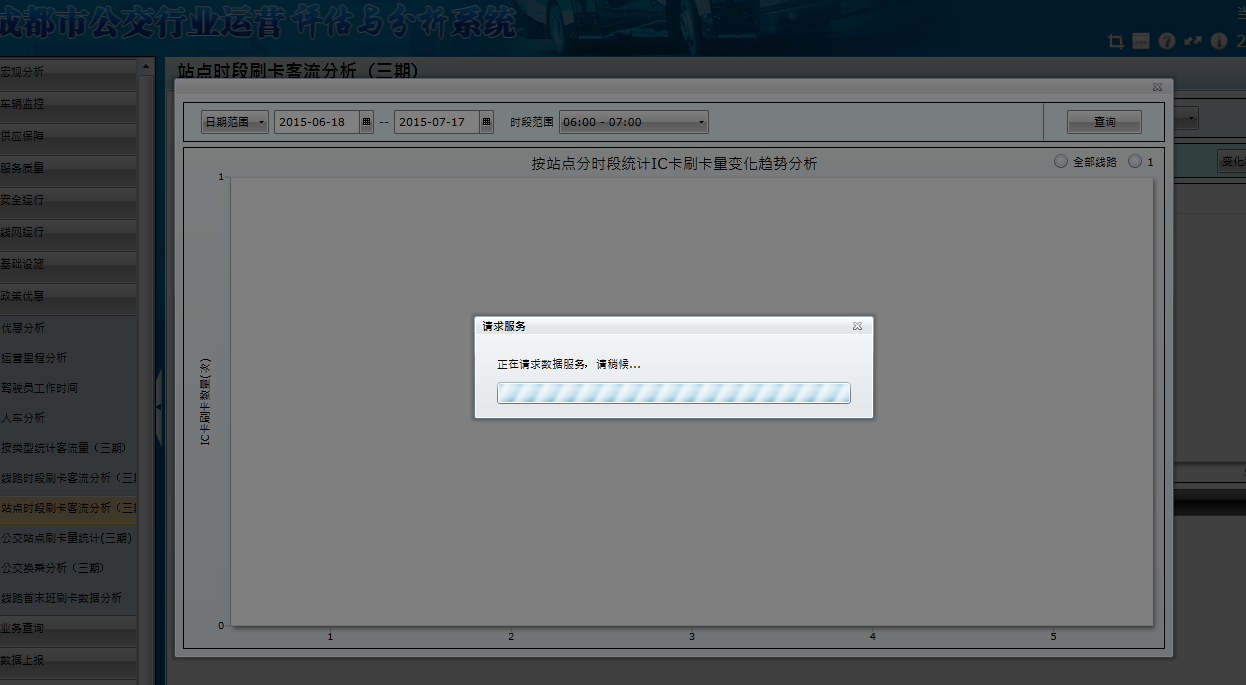 成都市公交行业运营评估与分析系统
当
2
宏观分析
车辆监控
供应保障
服务质量
安全运行
线网运行
基础设施
政策优惠
优惠分析
运营里程分析
驾驶员工作时间
人车分析
按类型统计客流量（三期）
线路时段刷卡客流分析（三
站点时段刷卡客流分析（三
公交站点刷卡量统计(三期)
公交换乘分析（三期）
线路首末班刷卡数据分析
业务查询
数据上报
站点时段刷卡客流分析（三期）
日期范围 2015-06-18 -- 2015-07-17 时段范围 06:00 - 07:00 查询
变化
按站点分时段统计IC卡刷卡量变化趋势分析
全部线路 1
1
IC卡刷卡数量(次)
0
1 2 3 4 5
请求服务
正在请求数据服务，请稍候...